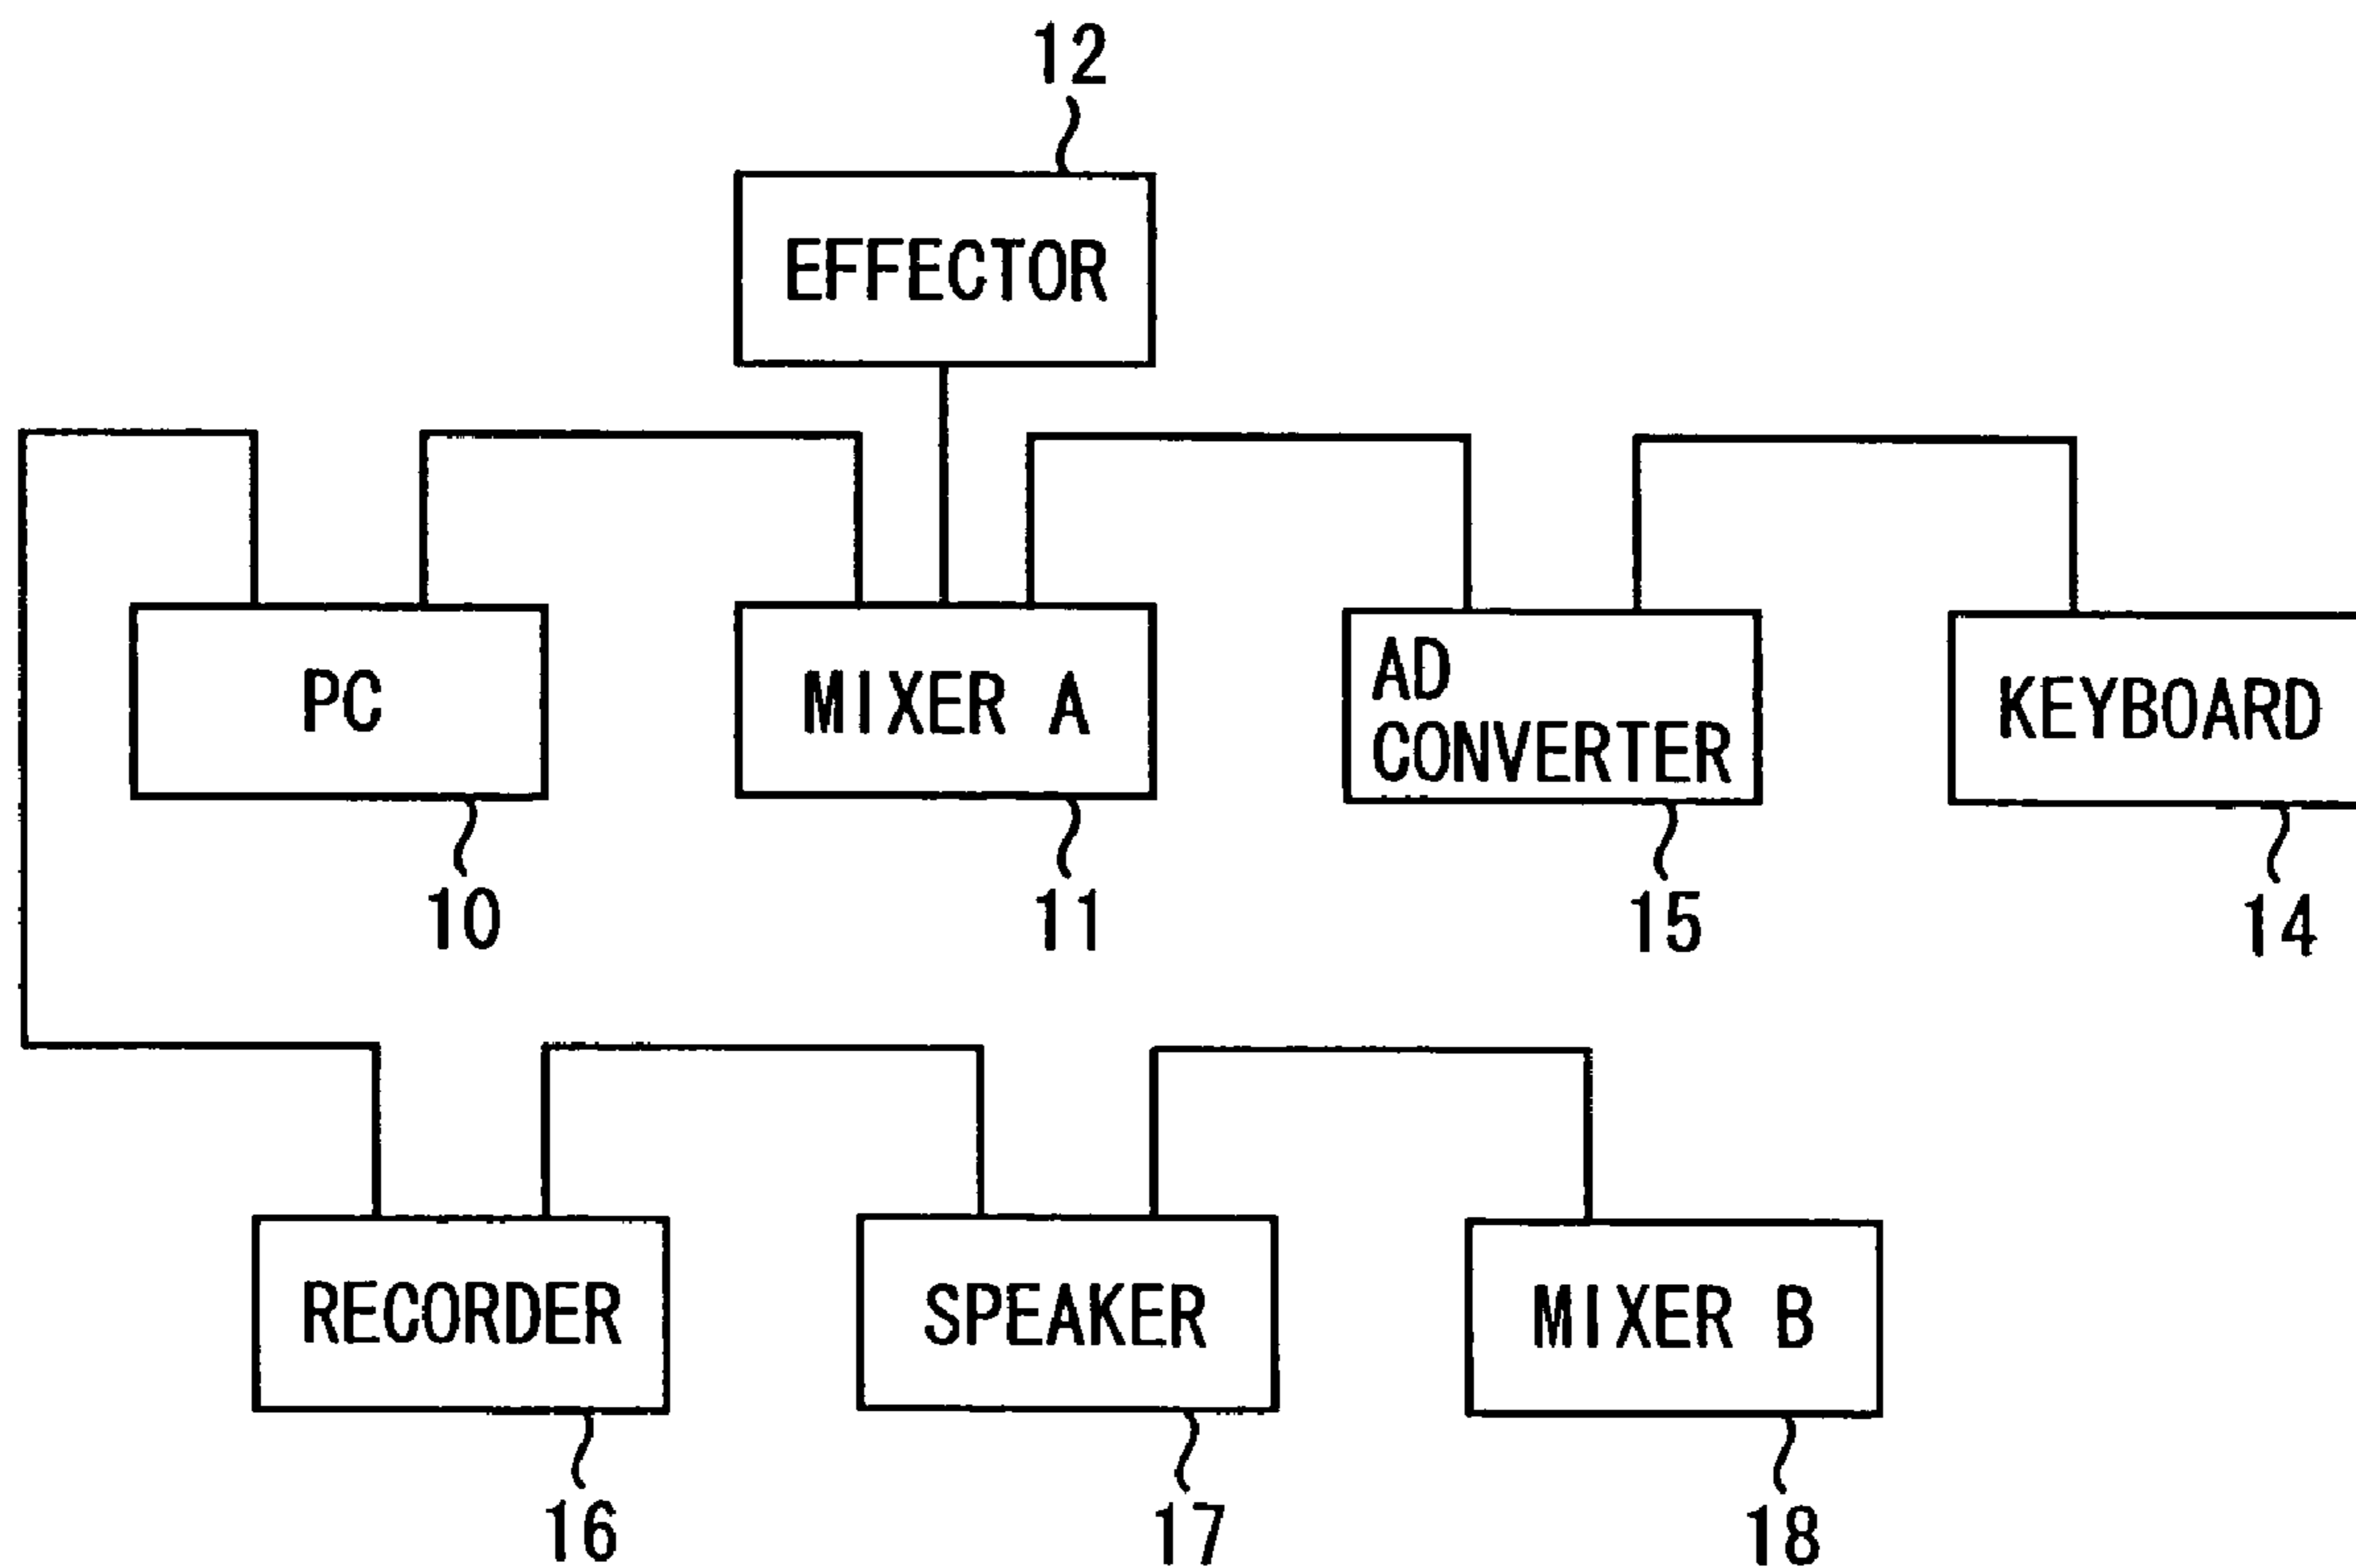 12
EFFECTOR
PC
MIXER A
AD
CONVERTER
KEYBOARD
10
11
15
14
RECORDER
SPEAKER
MIXER B
16
17
18